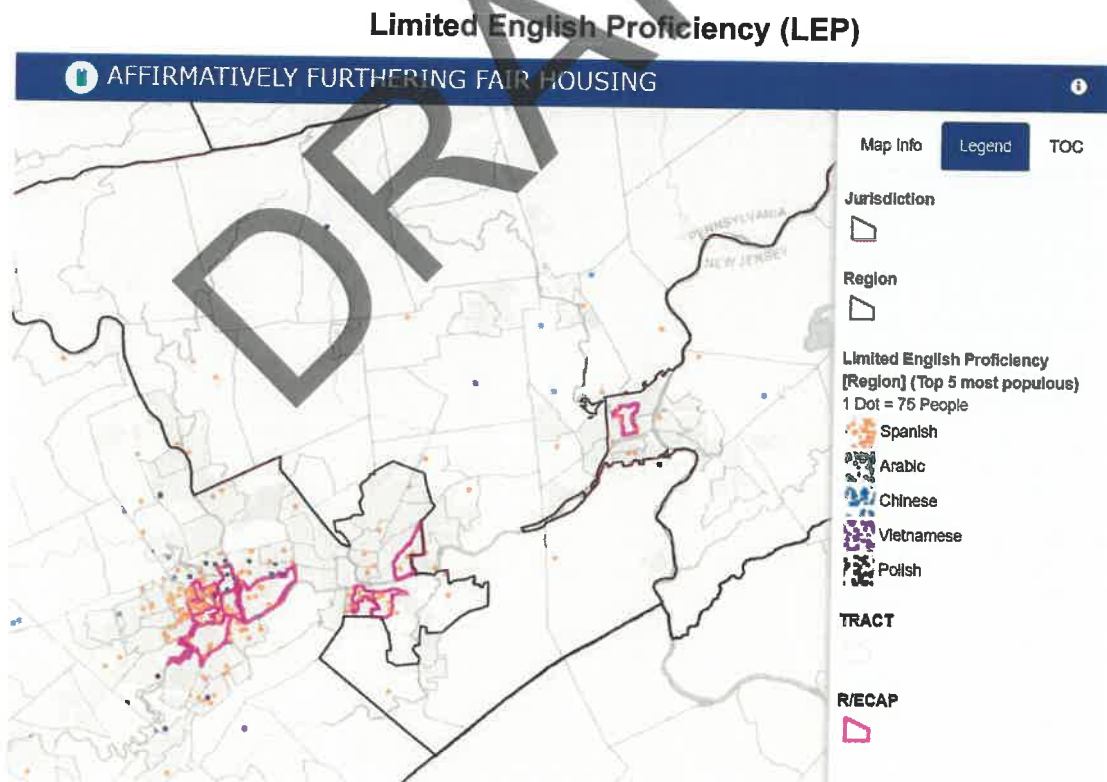 Limited English Proficiency (LEP)
AFFIRMATIVELY FURTHERING FAIR HOUSING
Map Info
Legend
TOC
Jurisdiction
Region
Limited English Proficiency
[Region] (Top 5 most populous)
1 Dot = 75 People
Spanish
Arabic
Chinese
Vietnamese
Polish
TRACT
R/ECAP
PENNSYLVANIA
NEW JERSEY